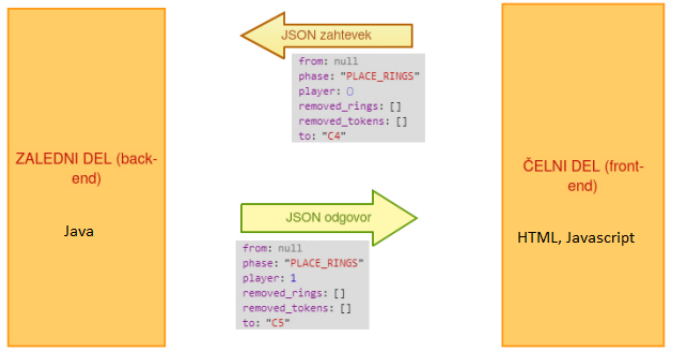 ZALEDNI DEL (back-
end)
Java
JSON zahtevek
from: null
phase: "PLACE_RINGS"
player: 0
removed_rings: []
removed_tokens: []
to: "C4"
JSON odgovor
from: null
phase: "PLACE_RINGS"
player: 1
removed_rings: []
removed_tokens: []
to: "C5"
ČELNI DEL (front-
end)
HTML, Javascript